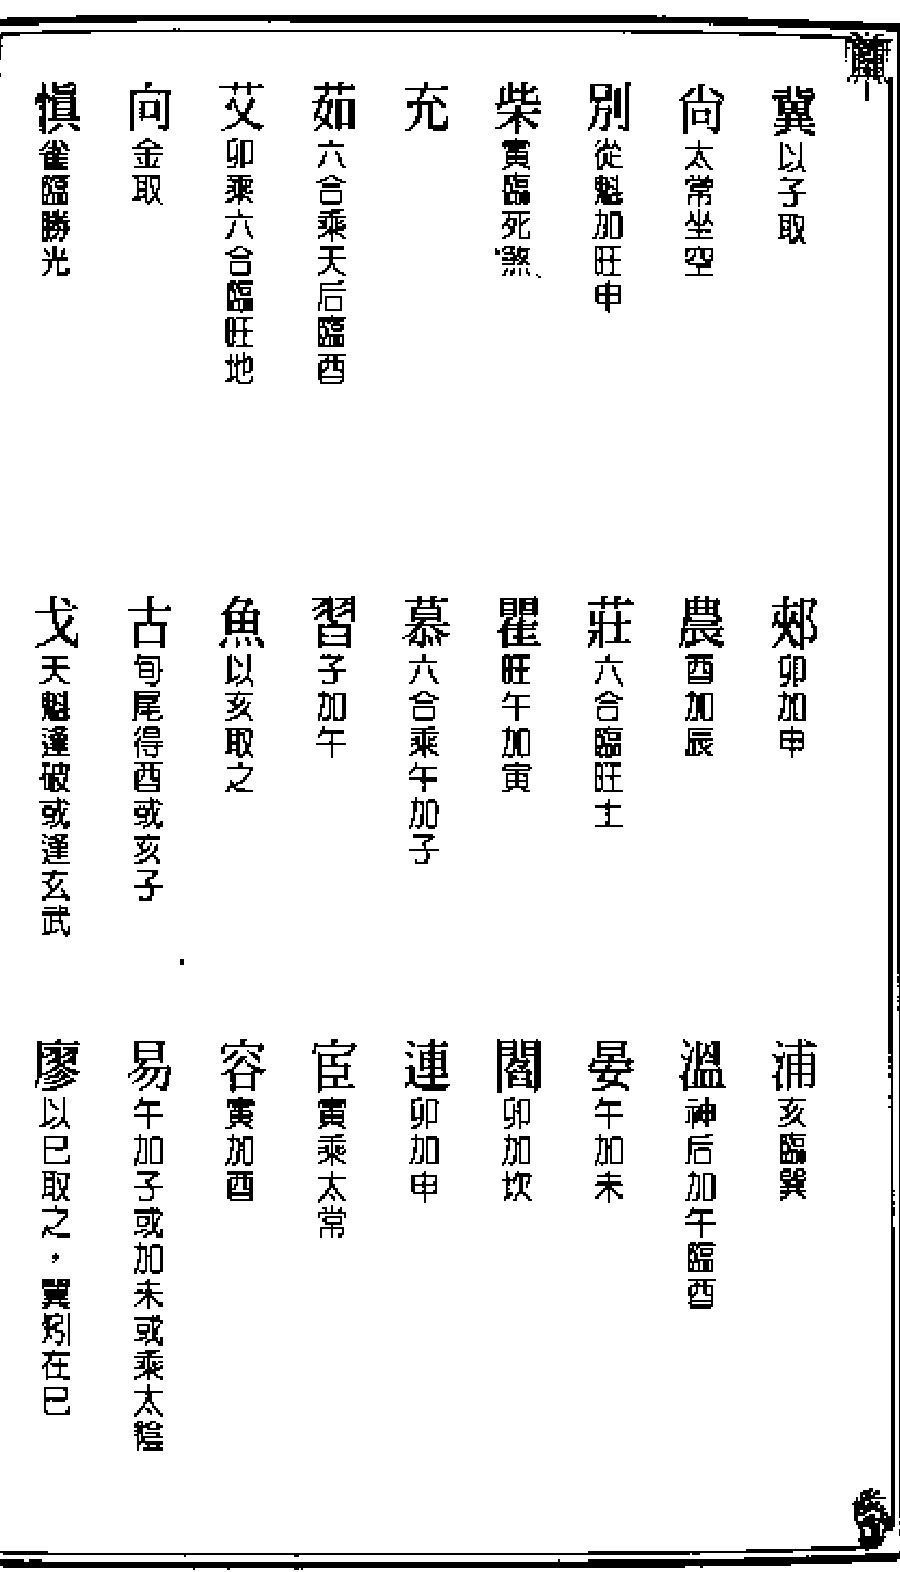 冀 以子取
郟 卯加申
浦 亥臨巽
尙 太常坐空
農 酉加辰
溫 神后加午臨酉
別 從魁加旺申
莊 六合臨旺土
晏 午加未
柴 寅臨死煞
瞿 旺午加寅
閻 卯加坎
充
慕 六合乘午加子
連 卯加申
茹 六合乘天后臨酉
習 子加午
宦 寅乘太常
艾 卯乘六合臨旺地
魚 以亥取之
容 寅加酉
向 金取
古 旬尾得酉或亥子
易 午加子或加未或乘太陰
愼 雀臨勝光
戈 天魁逢破或逢玄武
廖 以巳取之，翼在巳